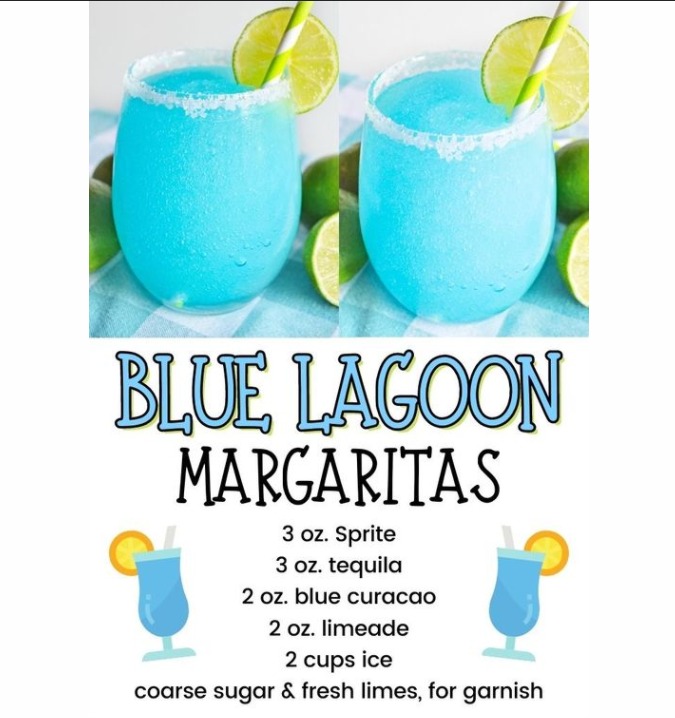 BLUE LAGOON
MARGARITAS
3 oz. Sprite
3 oz. tequila
2 oz. blue curacao
2 oz. limeade
2 cups ice
coarse sugar & fresh limes, for garnish